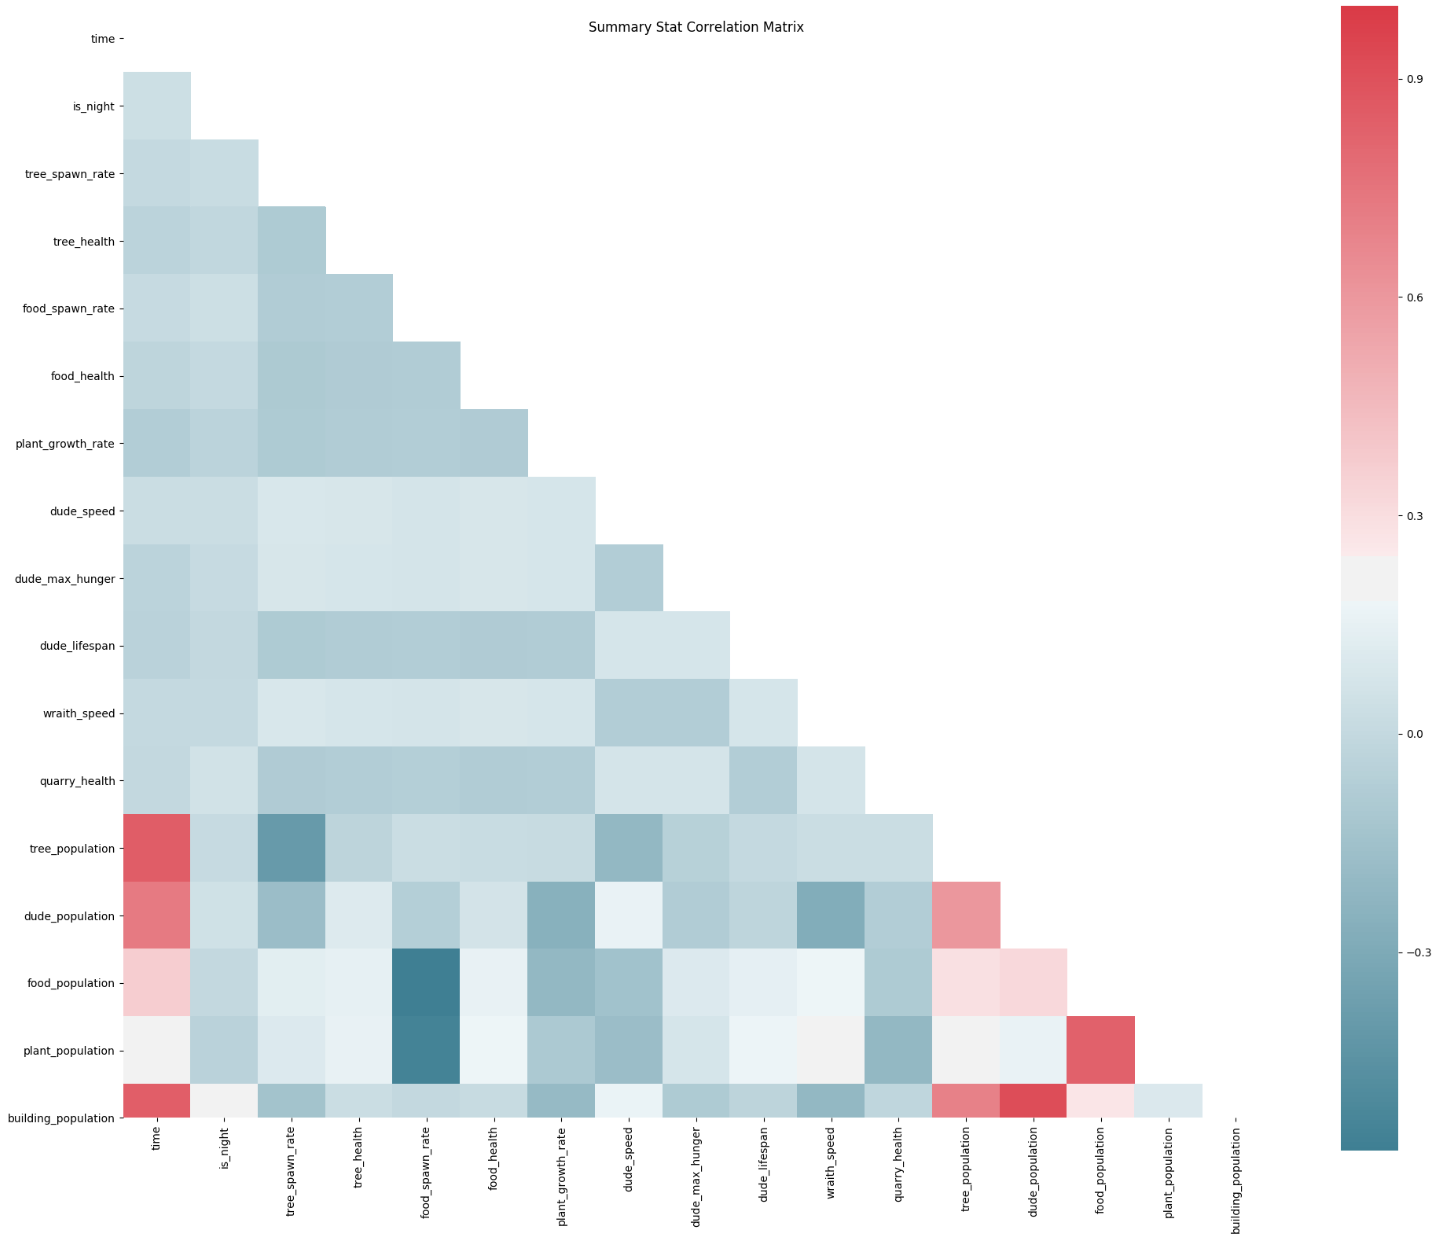 Summary Stat Correlation Matrix
time
is_night
tree_spawn_rate
tree_health
food_spawn_rate
food_health
plant_growth_rate
dude_speed
dude_max_hunger
dude_lifespan
wraith_speed
quarry_health
tree_population
dude_population
food_population
plant_population
building_population
time
is_night
tree_spawn_rate
tree_health
food_spawn_rate
food_health
plant_growth_rate
dude_speed
dude_max_hunger
dude_lifespan
wraith_speed
quarry_health
tree_population
dude_population
food_population
plant_population
building_population
0.9
0.6
0.3
0.0
−0.3